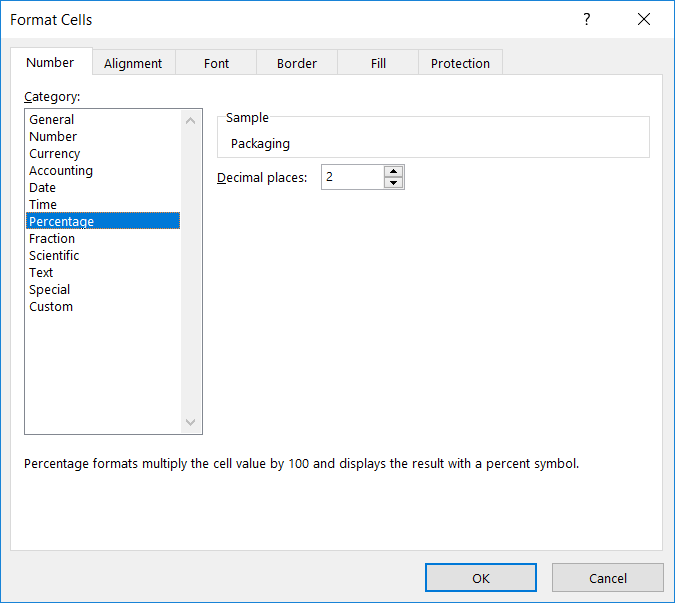 Format Cells ?
Number Alignment Font Border Fill Protection
Category:
General
Number
Currency
Accounting
Date
Time
Percentage
Fraction
Scientific
Text
Special
Custom
Sample
Packaging
Decimal places: 2
Percentage formats multiply the cell value by 100 and displays the result with a percent symbol.
OK Cancel